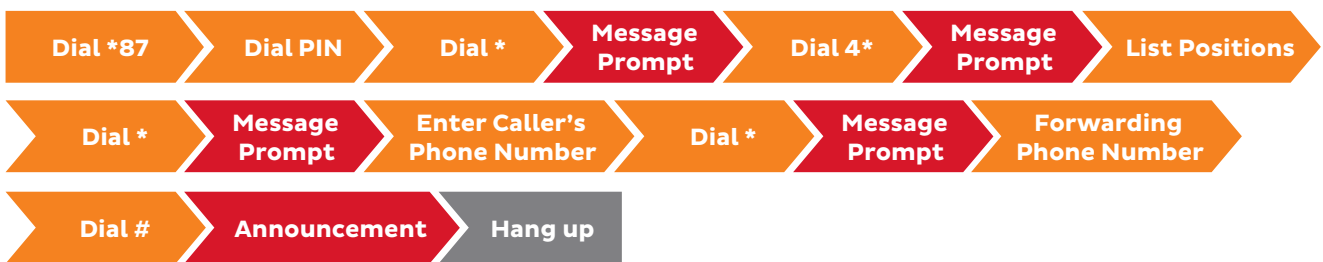 Dial *87 Dial PIN Dial * Message Prompt Dial 4* Message Prompt List Positions
Dial * Message Prompt Enter Caller's Phone Number Dial * Message Prompt Forwarding Phone Number
Dial # Announcement Hang up